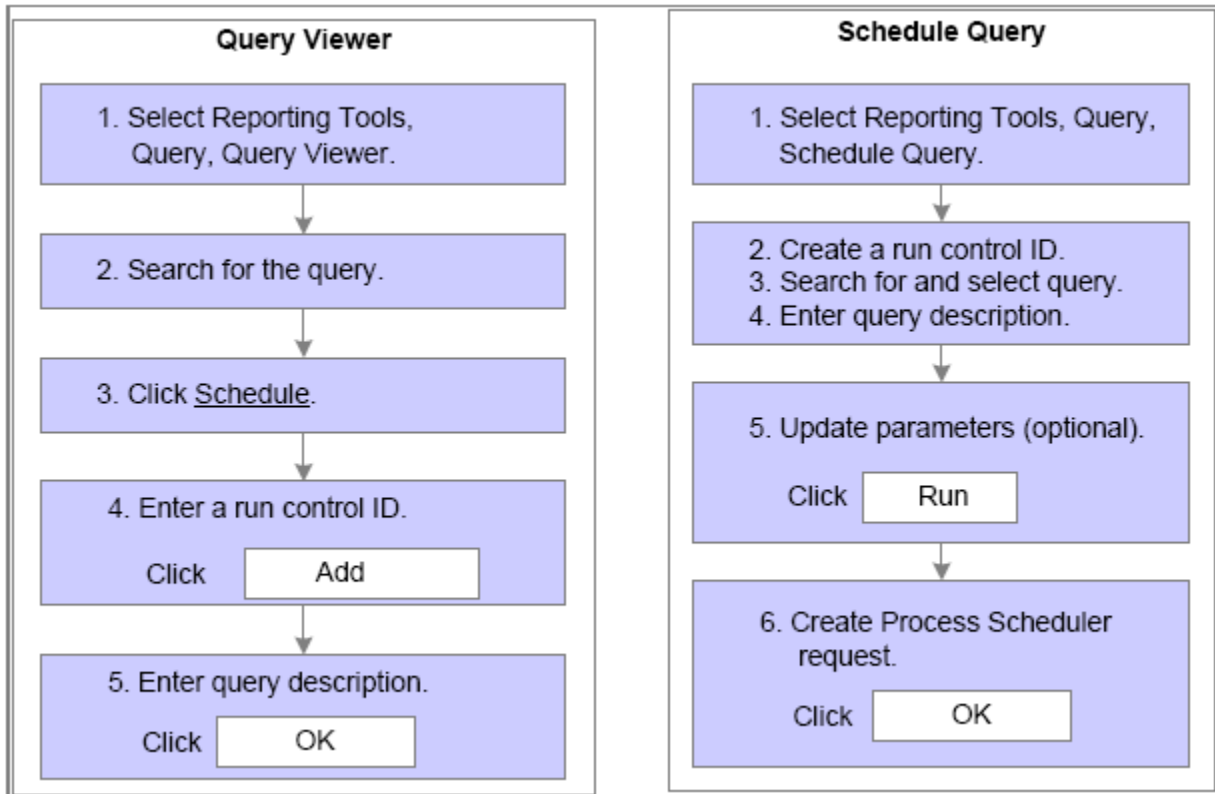 Query Viewer
1. Select Reporting Tools,
Query, Query Viewer.
2. Search for the query.
3. Click Schedule.
4. Enter a run control ID.
Click Add
5. Enter query description.
Click OK
Schedule Query
1. Select Reporting Tools, Query,
Schedule Query.
2. Create a run control ID.
3. Search for and select query.
4. Enter query description.
5. Update parameters (optional).
Click Run
6. Create Process Scheduler
request.
Click OK